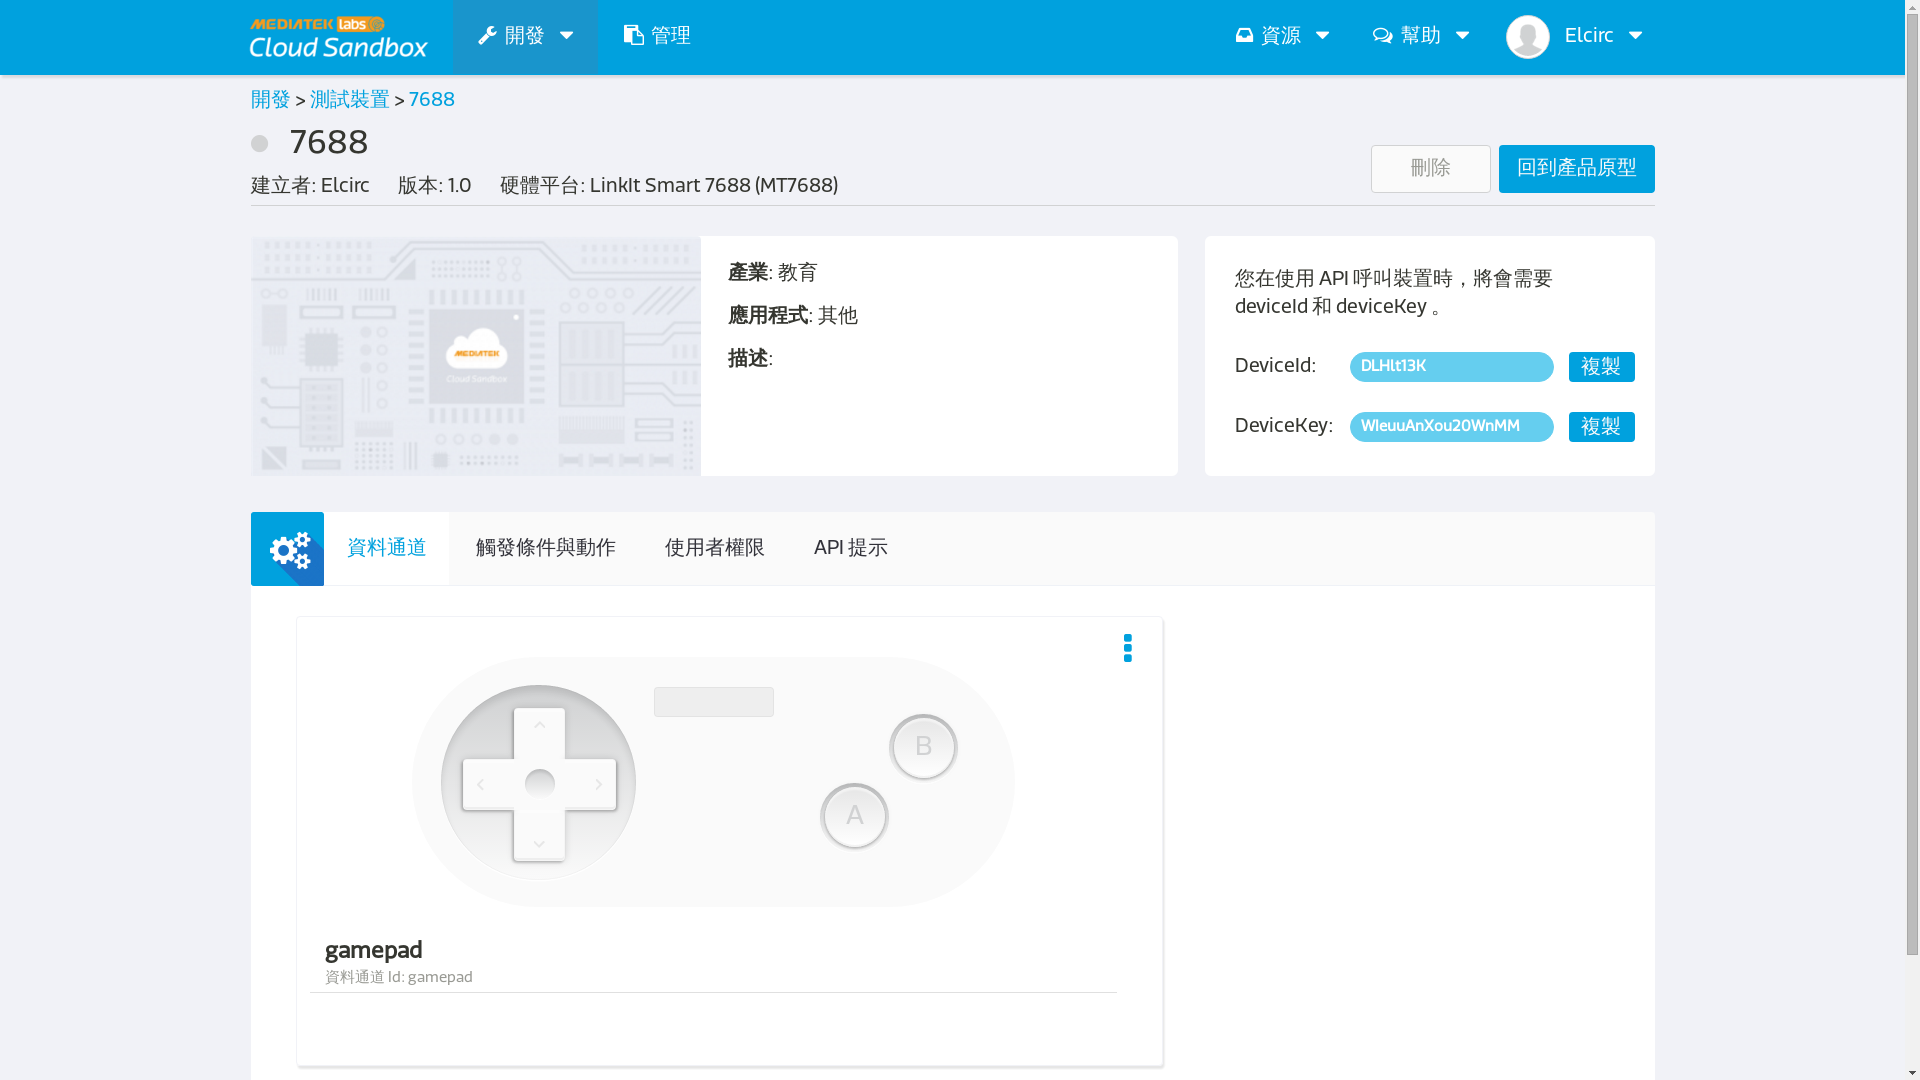 MEDIATEK labs
Cloud Sandbox
開發
管理
資源
幫助
Elcirc
開發 > 測試裝置 > 7688
7688
建立者: Elcirc 版本: 1.0 硬體平台: LinkIt Smart 7688 (MT7688)
刪除
回到產品原型
MEDIATEK
Cloud Sandbox
產業: 教育
應用程式: 其他
描述:
您在使用 API 呼叫裝置時，將會需要
deviceId 和 deviceKey 。
DeviceId: DLHlt13K 複製
DeviceKey: WIeuuAnXou20WnMM 複製
資料通道
觸發條件與動作
使用者權限
API 提示
B
A
gamepad
資料通道 Id: gamepad